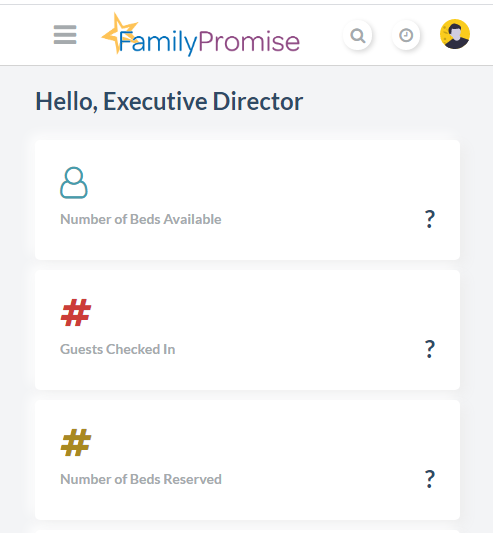 FamilyPromise
Hello, Executive Director
Number of Beds Available
?
#
Guests Checked In
?
#
Number of Beds Reserved
?